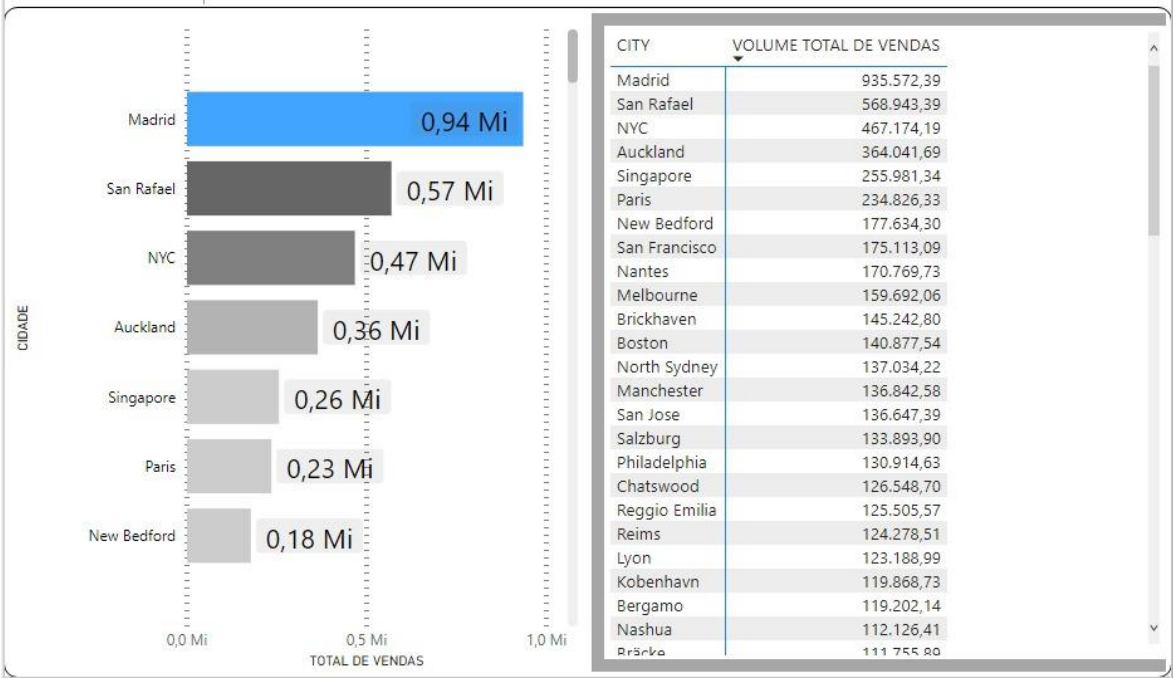 CIDADE
Madrid 0,94 Mi
San Rafael 0,57 Mi
NYC 0,47 Mi
Auckland 0,36 Mi
Singapore 0,26 Mi
Paris 0,23 Mi
New Bedford 0,18 Mi
0,0 Mi 0,5 Mi 1,0 Mi
TOTAL DE VENDAS
CITY VOLUME TOTAL DE VENDAS
Madrid 935.572,39
San Rafael 568.943,39
NYC 467.174,19
Auckland 364.041,69
Singapore 255.981,34
Paris 234.826,33
New Bedford 177.634,30
San Francisco 175.113,09
Nantes 170.769,73
Melbourne 159.692,06
Brickhaven 145.242,80
Boston 140.877,54
North Sydney 137.034,22
Manchester 136.842,58
San Jose 136.647,39
Salzburg 133.893,90
Philadelphia 130.914,63
Chatswood 126.548,70
Reggio Emilia 125.505,57
Reims 124.278,51
Lyon 123.188,99
Kobenhavn 119.868,73
Bergamo 119.202,14
Nashua 112.126,41
Bräcke 111.755,89